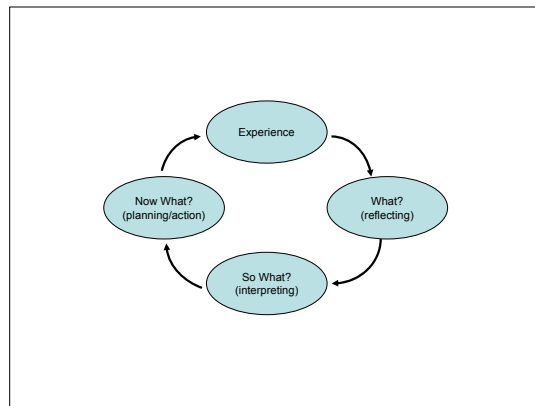 Experience
What?
(reflecting)
So What?
(interpreting)
Now What?
(planning/action)